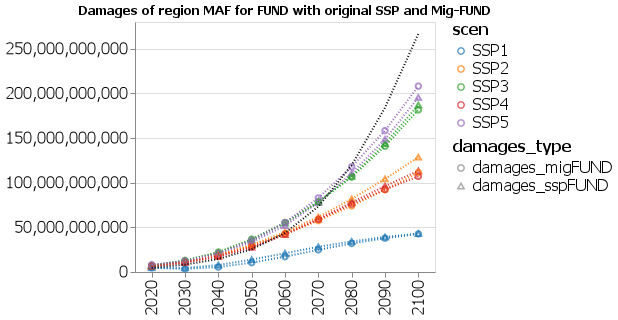 Damages of region MAF for FUND with original SSP and Mig-FUND
250,000,000,000
200,000,000,000
150,000,000,000
100,000,000,000
50,000,000,000
0
2020
2030
2040
2050
2060
2070
2080
2090
2100
scen
SSP1
SSP2
SSP3
SSP4
SSP5
damages_type
damages_migFUND
damages_sspFUND